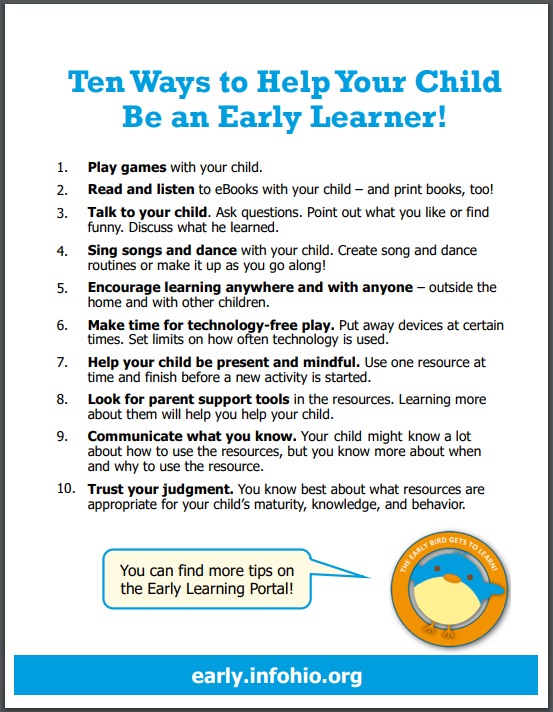 Ten Ways to Help Your Child
Be an Early Learner!
1. Play games with your child.
2. Read and listen to eBooks with your child – and print books, too!
3. Talk to your child. Ask questions. Point out what you like or find
funny. Discuss what he learned.
4. Sing songs and dance with your child. Create song and dance
routines or make it up as you go along!
5. Encourage learning anywhere and with anyone – outside the
home and with other children.
6. Make time for technology-free play. Put away devices at certain
times. Set limits on how often technology is used.
7. Help your child be present and mindful. Use one resource at
time and finish before a new activity is started.
8. Look for parent support tools in the resources. Learning more
about them will help you help your child.
9. Communicate what you know. Your child might know a lot
about how to use the resources, but you know more about when
and why to use the resource.
10. Trust your judgment. You know best about what resources are
appropriate for your child’s maturity, knowledge, and behavior.
THE EARLY BIRD GETS TO LEARN!
You can find more tips on
the Early Learning Portal!
early.infohio.org